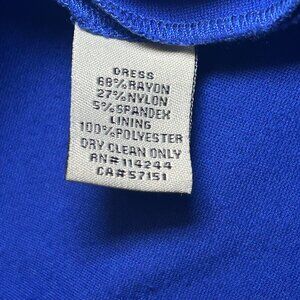 DRESS
68%RAYON
27%NYLON
5%SPANDEX
LINING
100%POLYESTER
DRY CLEAN ONLY
RN#114244
CA#57151